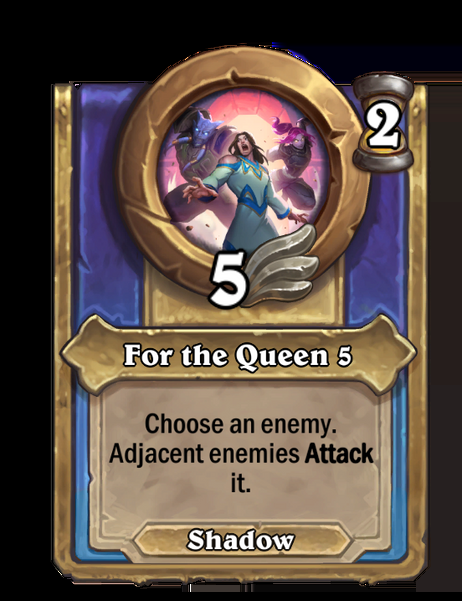 2
5
For the Queen 5
Choose an enemy.
Adjacent enemies Attack
it.
Shadow